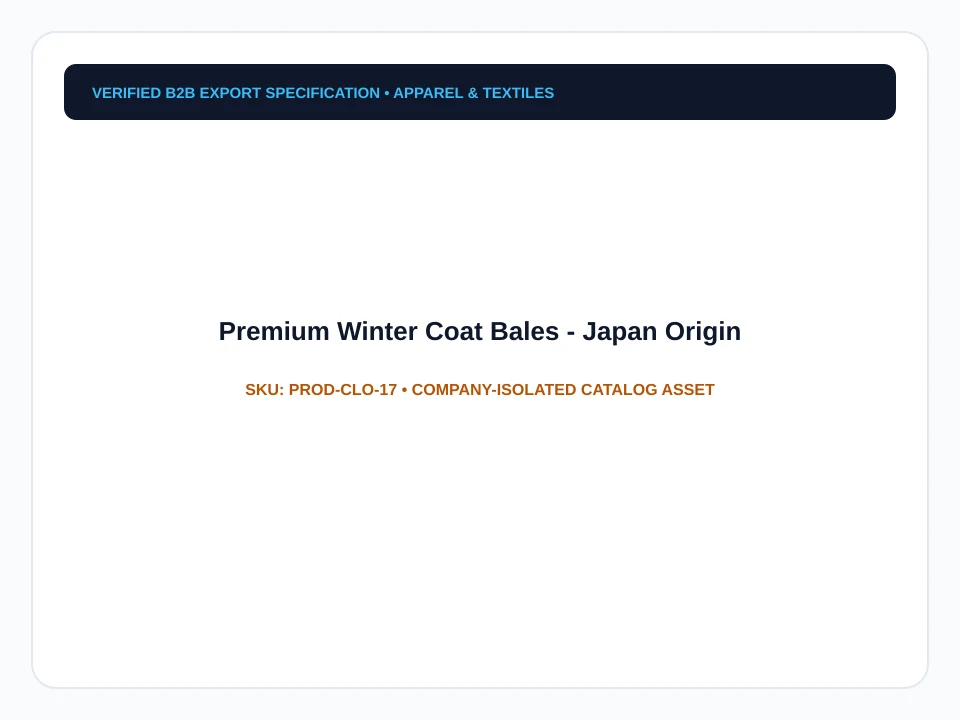 VERIFIED B2B EXPORT SPECIFICATION • APPAREL & TEXTILES
Premium Winter Coat Bales - Japan Origin
SKU: PROD-CLO-17 • COMPANY-ISOLATED CATALOG ASSET